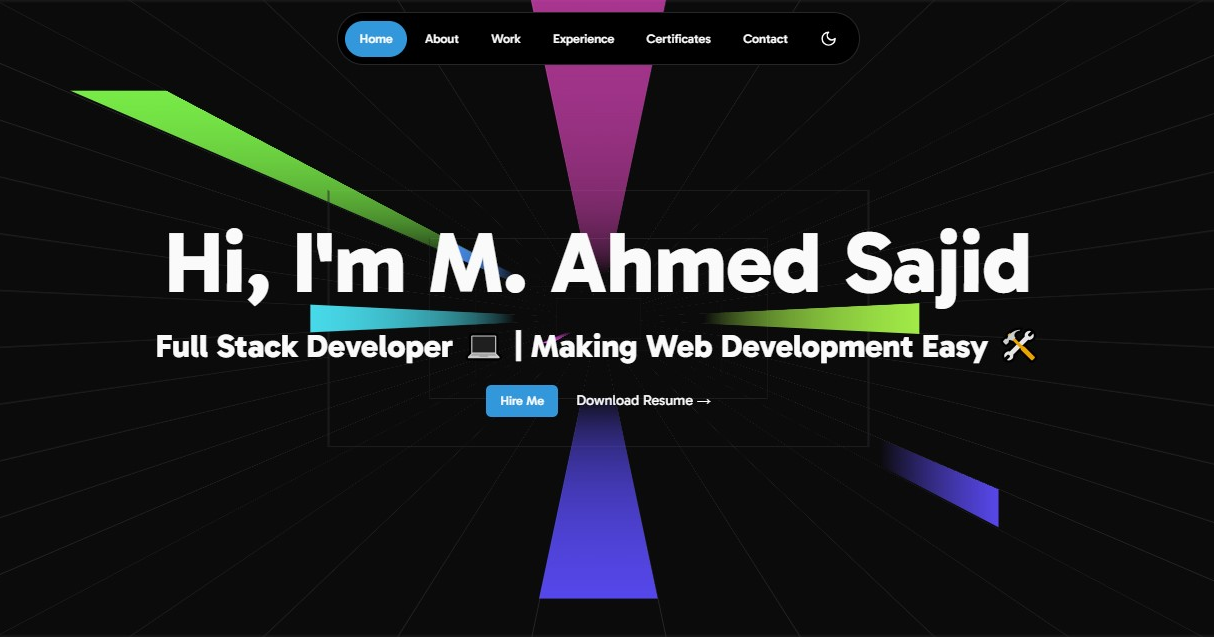 Home About Work Experience Certificates Contact
Hi, I'm M. Ahmed Sajid
Full Stack Developer 💻 | Making Web Development Easy 🛠️
Hire Me Download Resume →